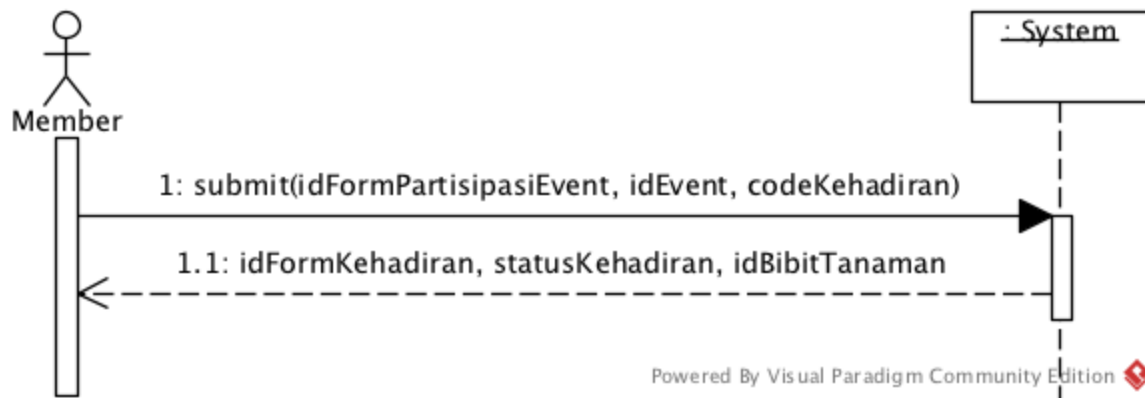 : System
Member
1: submit(idFormPartisipasiEvent, idEvent, codeKehadiran)
1.1: idFormKehadiran, statusKehadiran, idBibitTanaman
Powered By Visual Paradigm Community Edition